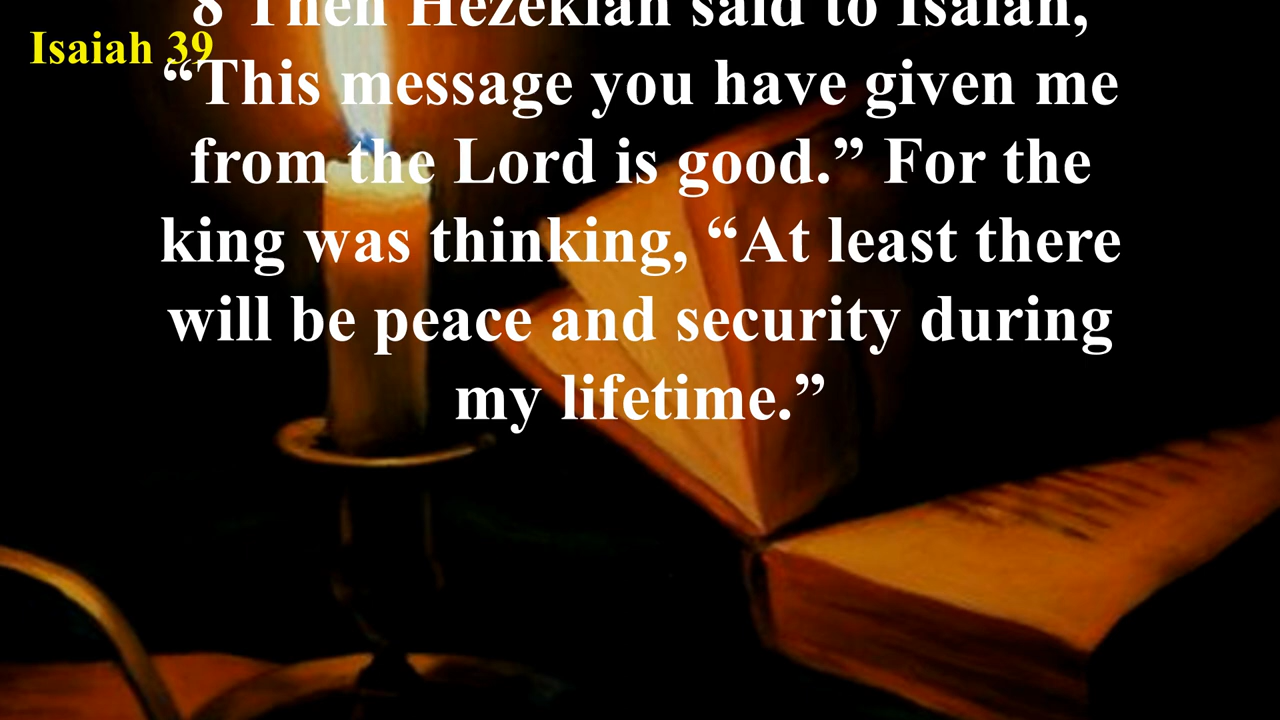 Isaiah 39
8 Then Hezekiah said to Isaiah,
“This message you have given me
from the Lord is good.” For the
king was thinking, “At least there
will be peace and security during
my lifetime.”